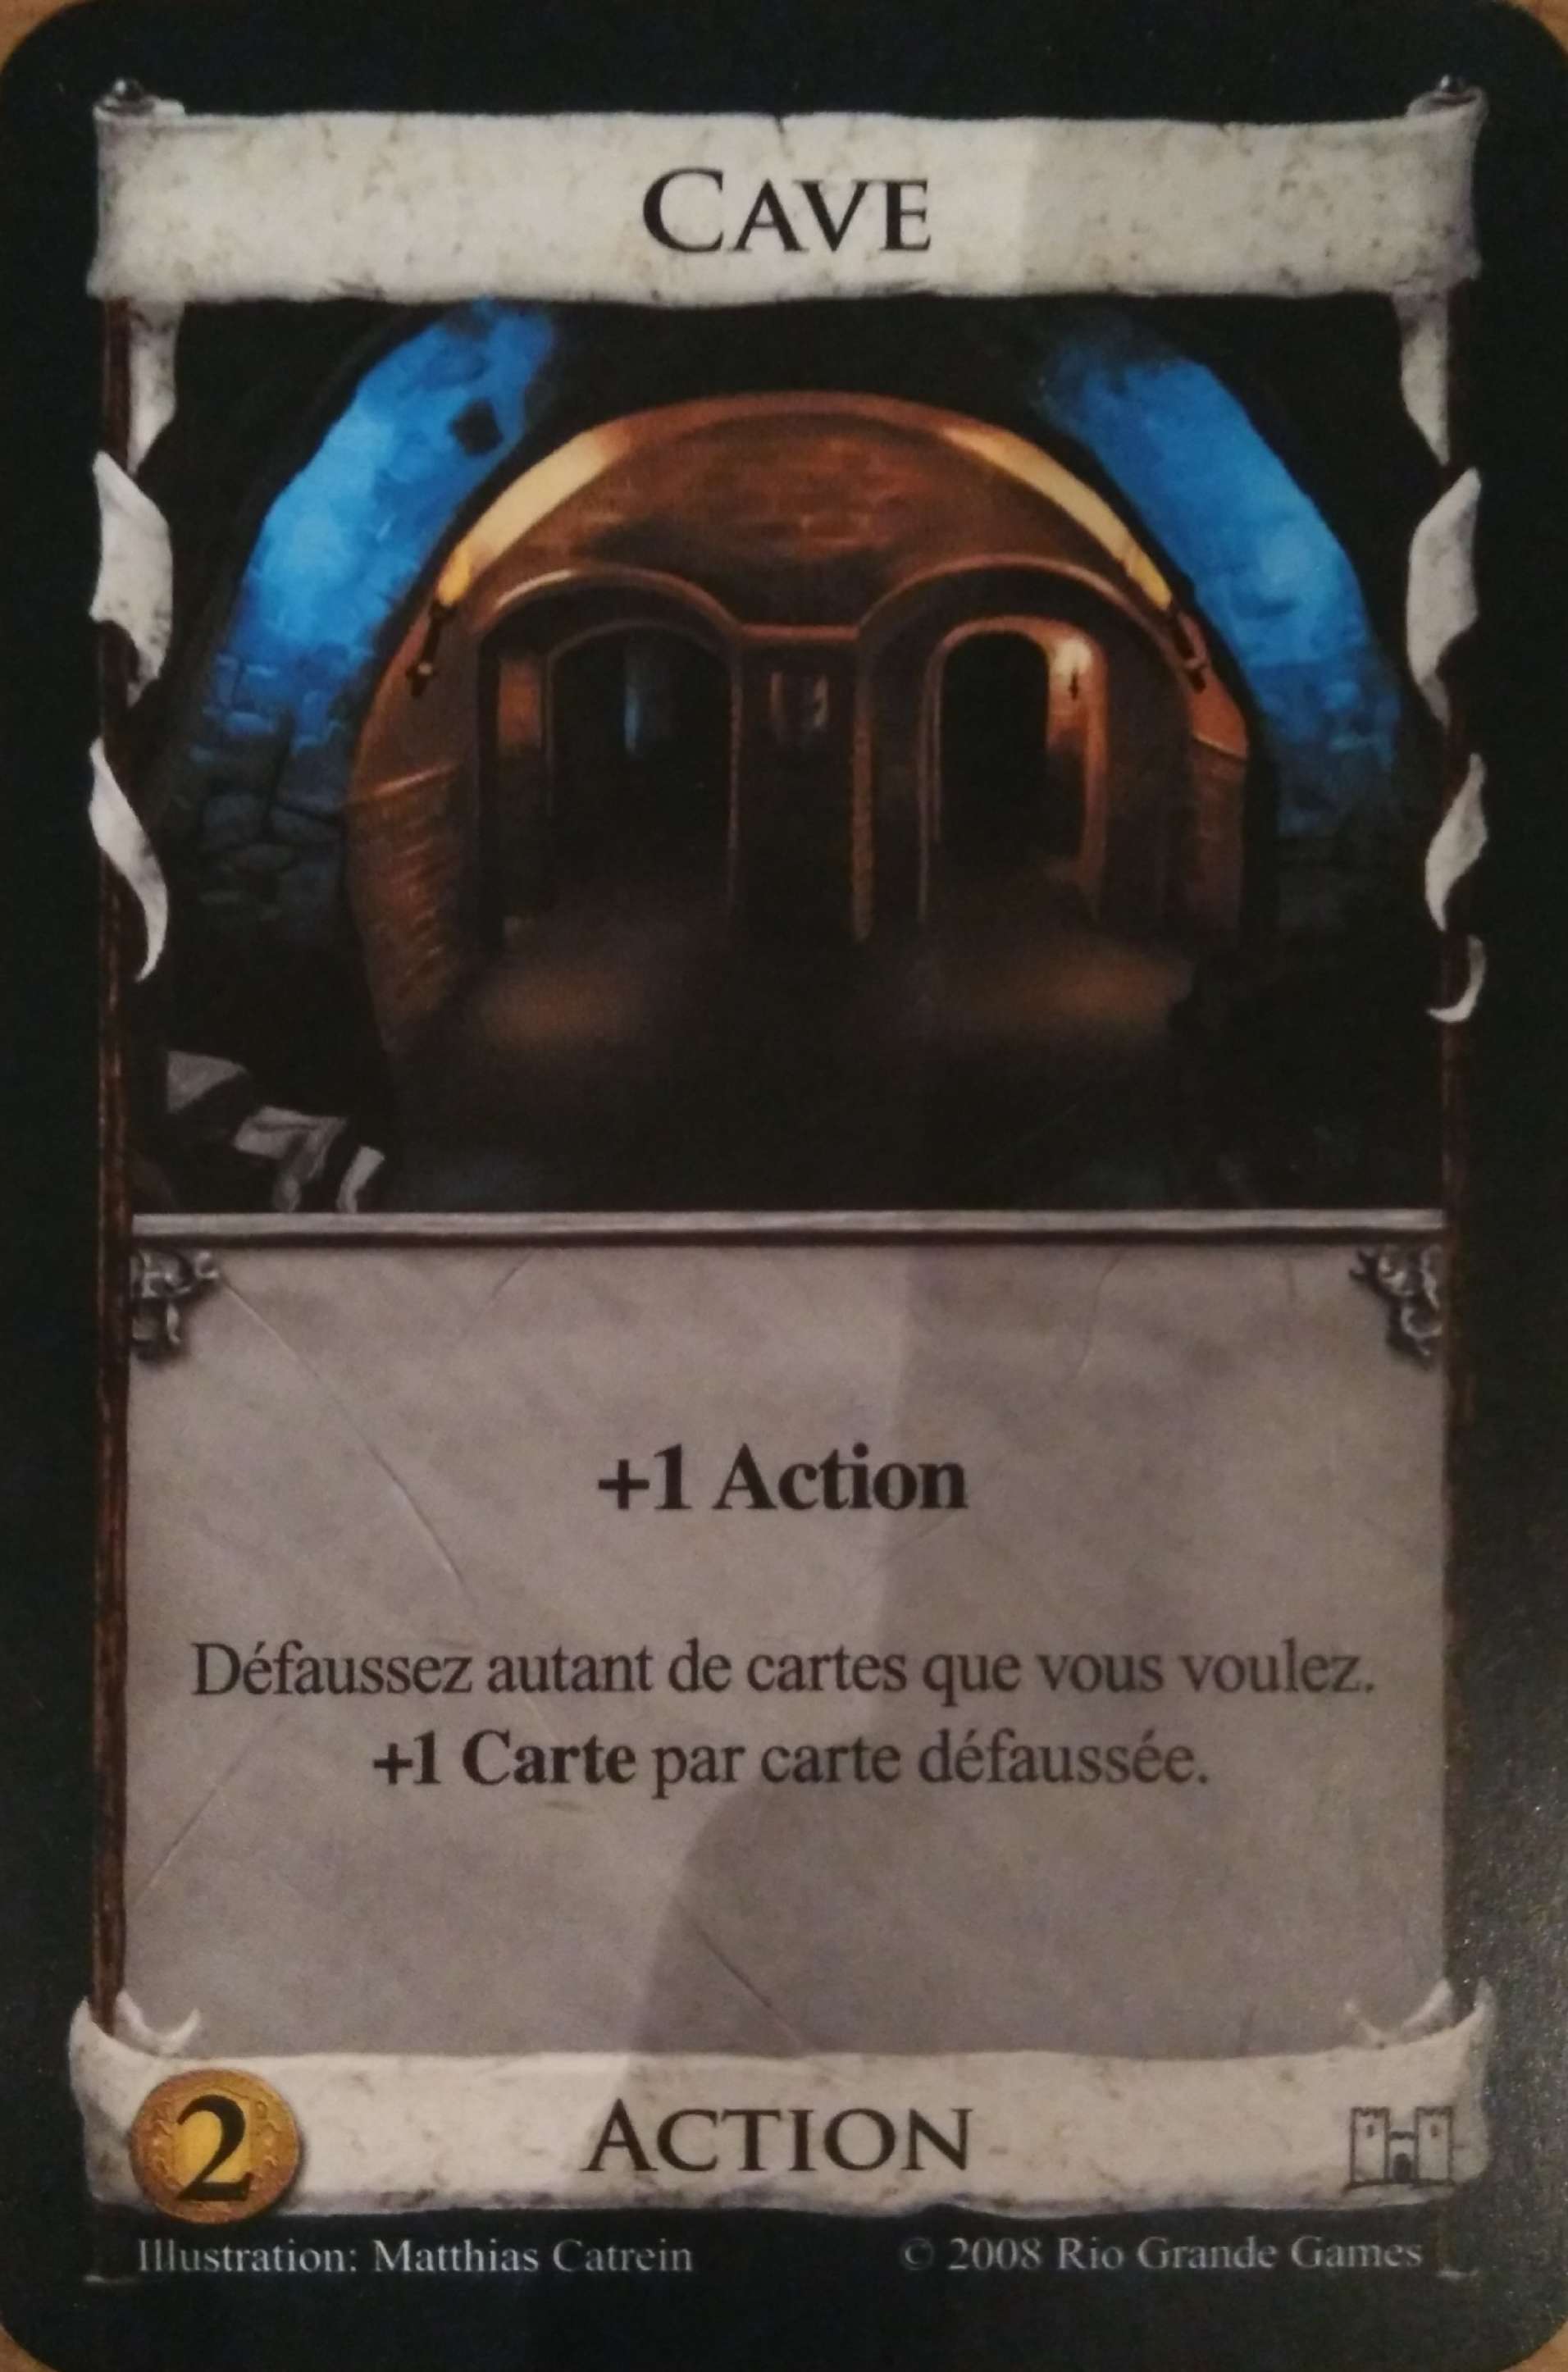 CAVE
+1 Action
Défaussez autant de cartes que vous voulez.
+1 Carte par carte défaussée.
2
ACTION
Illustration: Matthias Catrein
© 2008 Rio Grande Games